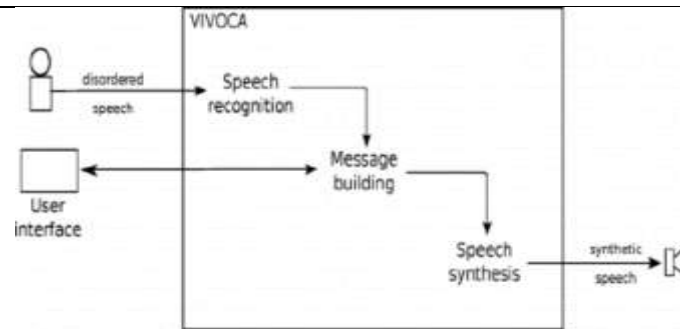 VIVOCA
disordered
speech
Speech
recognition
Message
building
User
interface
Speech
synthesis
synthetic
speech